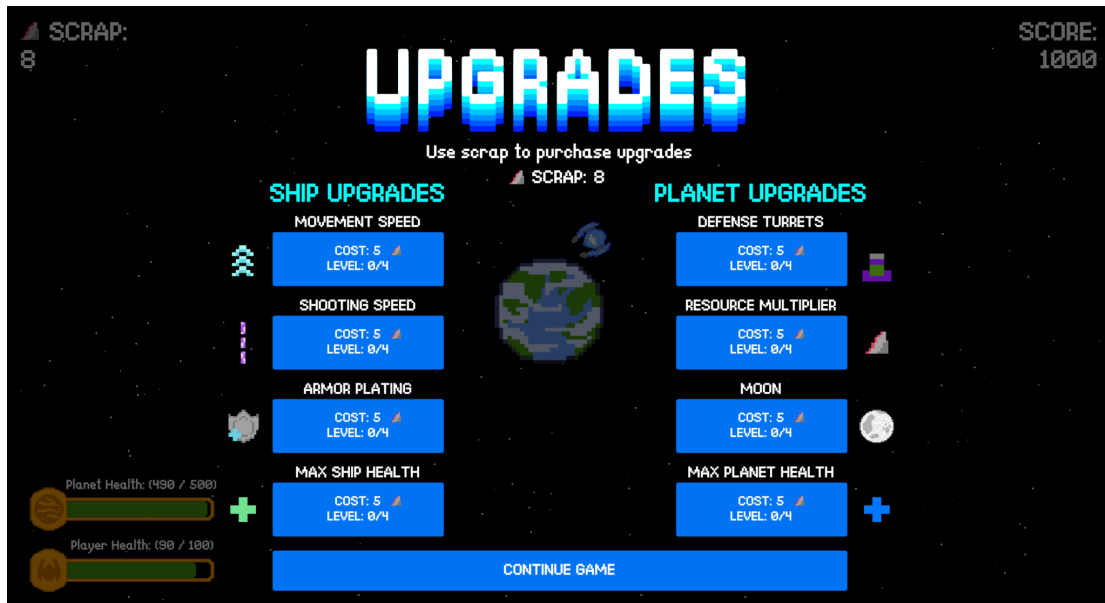 SCRAP:
8
SCORE:
1000
UPGRADES
Use scrap to purchase upgrades
SCRAP: 8
SHIP UPGRADES
MOVEMENT SPEED
COST: 5
LEVEL: 0/4
SHOOTING SPEED
COST: 5
LEVEL: 0/4
ARMOR PLATING
COST: 5
LEVEL: 0/4
MAX SHIP HEALTH
COST: 5
LEVEL: 0/4
PLANET UPGRADES
DEFENSE TURRETS
COST: 5
LEVEL: 0/4
RESOURCE MULTIPLIER
COST: 5
LEVEL: 0/4
MOON
COST: 5
LEVEL: 0/4
MAX PLANET HEALTH
COST: 5
LEVEL: 0/4
Planet Health: (490 / 500)
Player Health: (90 / 100)
CONTINUE GAME